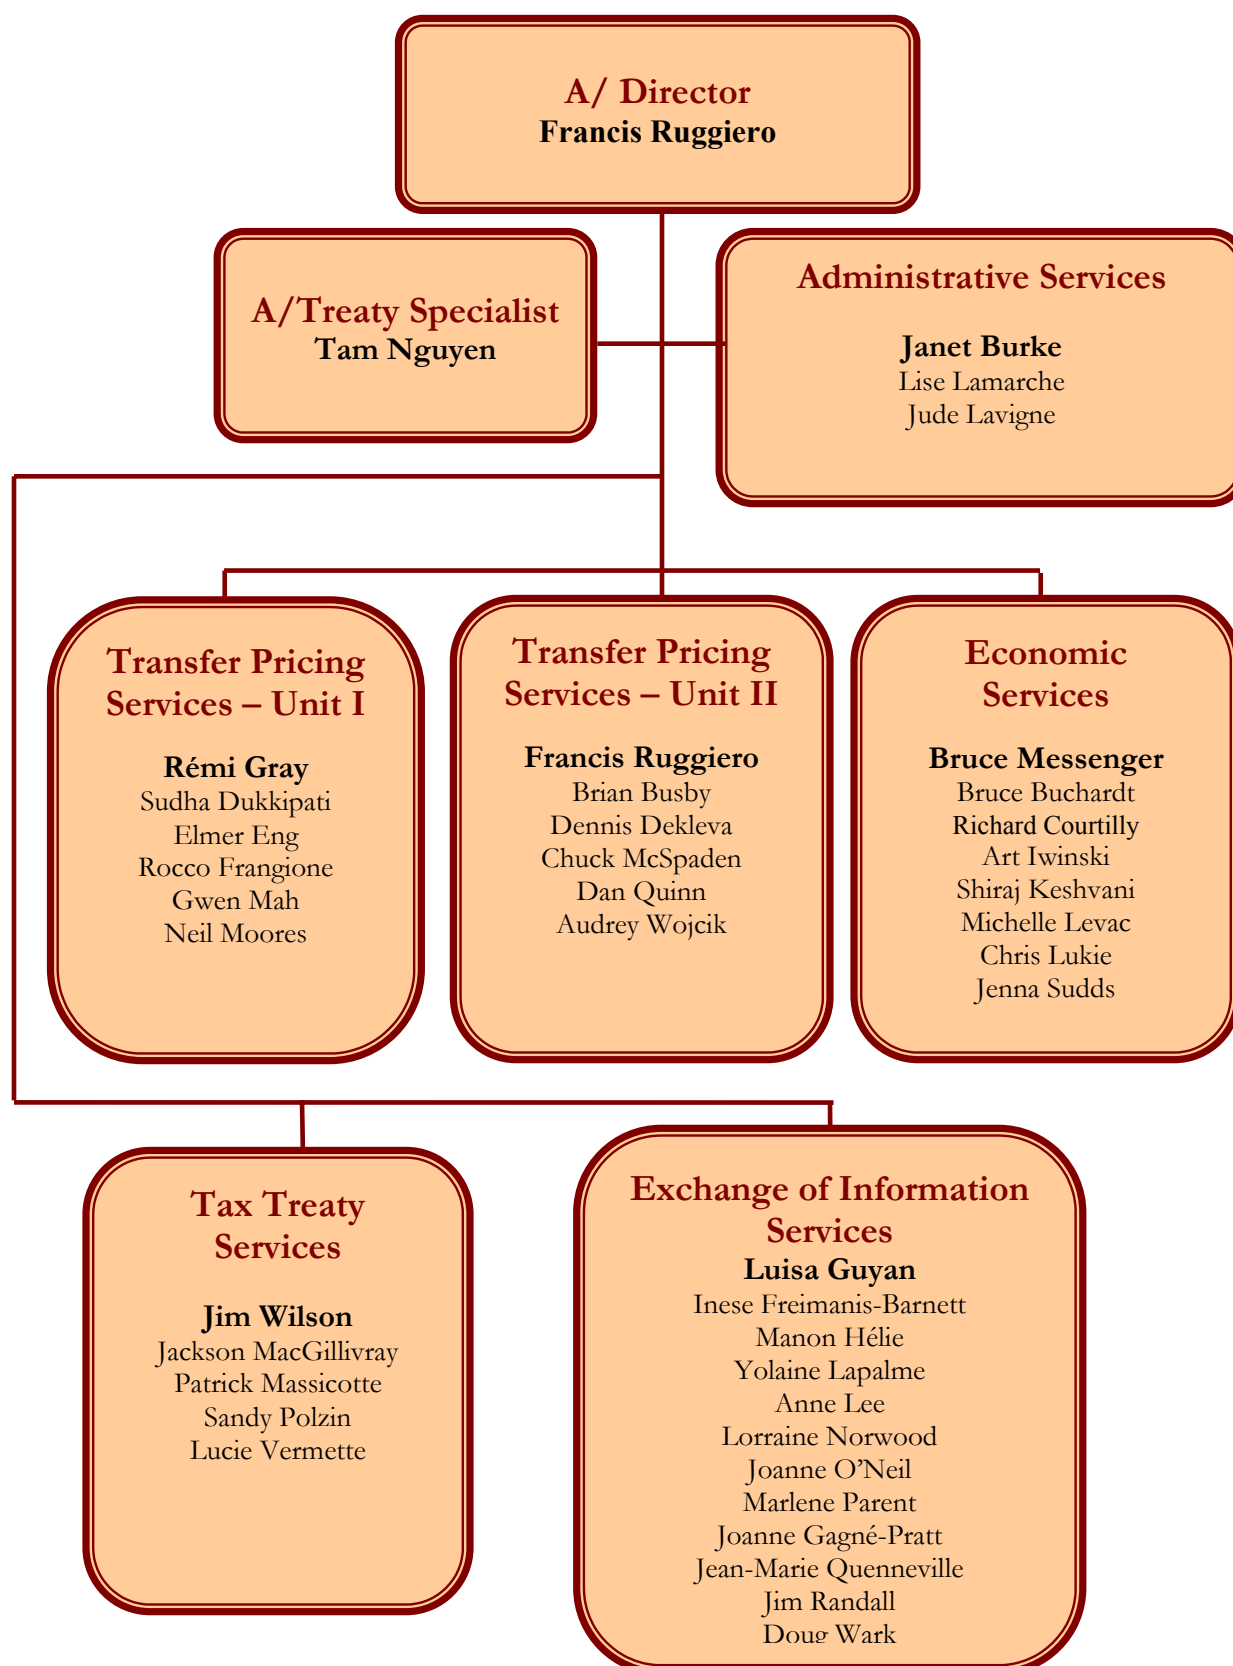 A/ Director
Francis Ruggiero
A/Treaty Specialist
Tam Nguyen
Administrative Services
Janet Burke
Lise Lamarche
Jude Lavigne
Transfer Pricing
Services – Unit I
Rémi Gray
Sudha Dukkipati
Elmer Eng
Rocco Frangione
Gwen Mah
Neil Moores
Transfer Pricing
Services – Unit II
Francis Ruggiero
Brian Busby
Dennis Dekleva
Chuck McSpaden
Dan Quinn
Audrey Wojcik
Economic
Services
Bruce Messenger
Bruce Buchardt
Richard Courtilly
Art Iwinski
Shiraj Keshvani
Michelle Levac
Chris Lukie
Jenna Sudds
Tax Treaty
Services
Jim Wilson
Jackson MacGillivray
Patrick Massicotte
Sandy Polzin
Lucie Vermette
Exchange of Information
Services
Luisa Guyan
Inese Freimanis-Barnett
Manon Hélie
Yolaine Lapalme
Anne Lee
Lorraine Norwood
Joanne O’Neil
Marlene Parent
Joanne Gagné-Pratt
Jean-Marie Quenneville
Jim Randall
Doug Wark